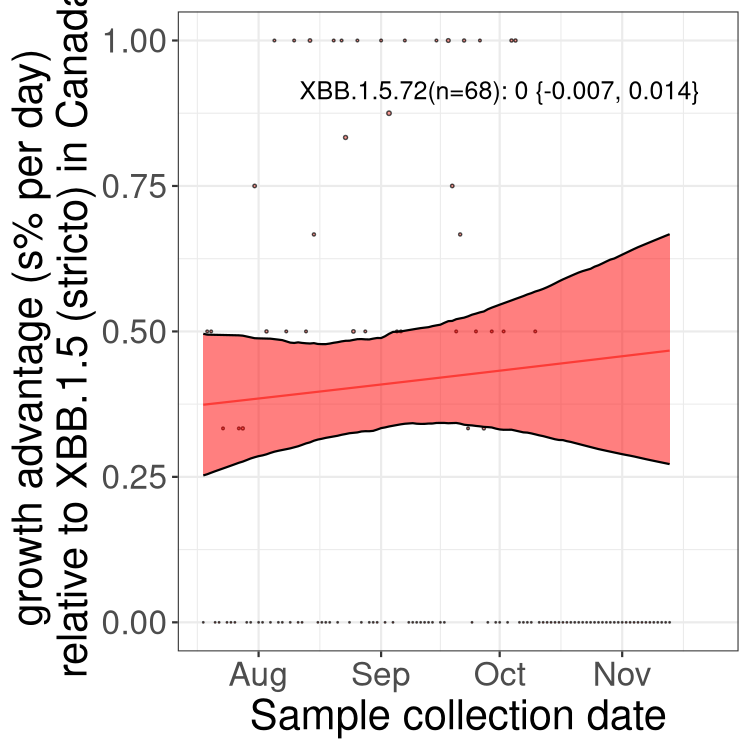 growth advantage (s% per day)
relative to XBB.1.5 (stricto) in Canada
1.00
0.75
0.50
0.25
0.00
XBB.1.5.72(n=68): 0 {-0.007, 0.014}
Aug Sep Oct Nov
Sample collection date